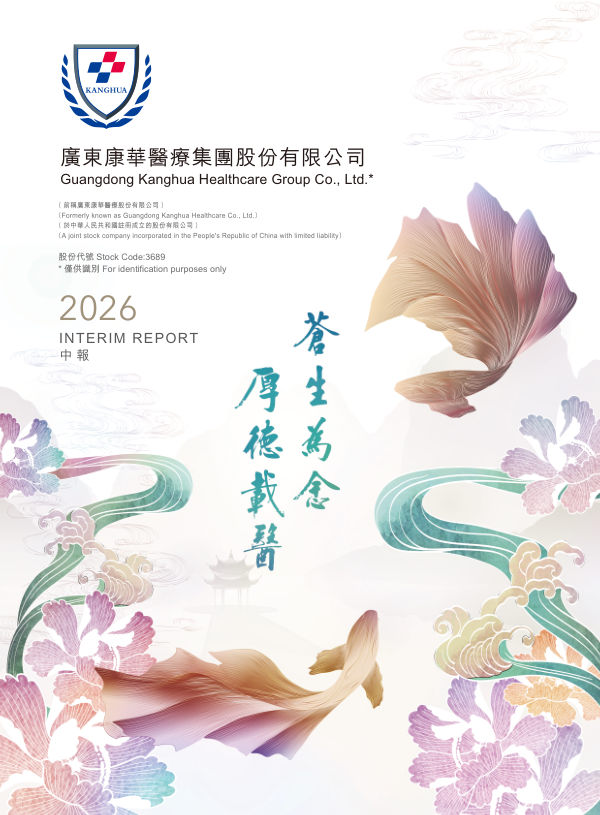 KANGHUA
廣東康華醫療集團股份有限公司
Guangdong Kanghua Healthcare Group Co., Ltd.*
(前稱廣東康華醫療股份有限公司)
(Formerly known as Guangdong Kanghua Healthcare Co., Ltd.)
(於中華人民共和國註冊成立的股份有限公司)
(A joint stock company incorporated in the People's Republic of China with limited liability)
股份代號 Stock Code:3689
* 僅供識別 For identification purposes only
2026
INTERIM REPORT
中報
蒼生為念
厚德載醫